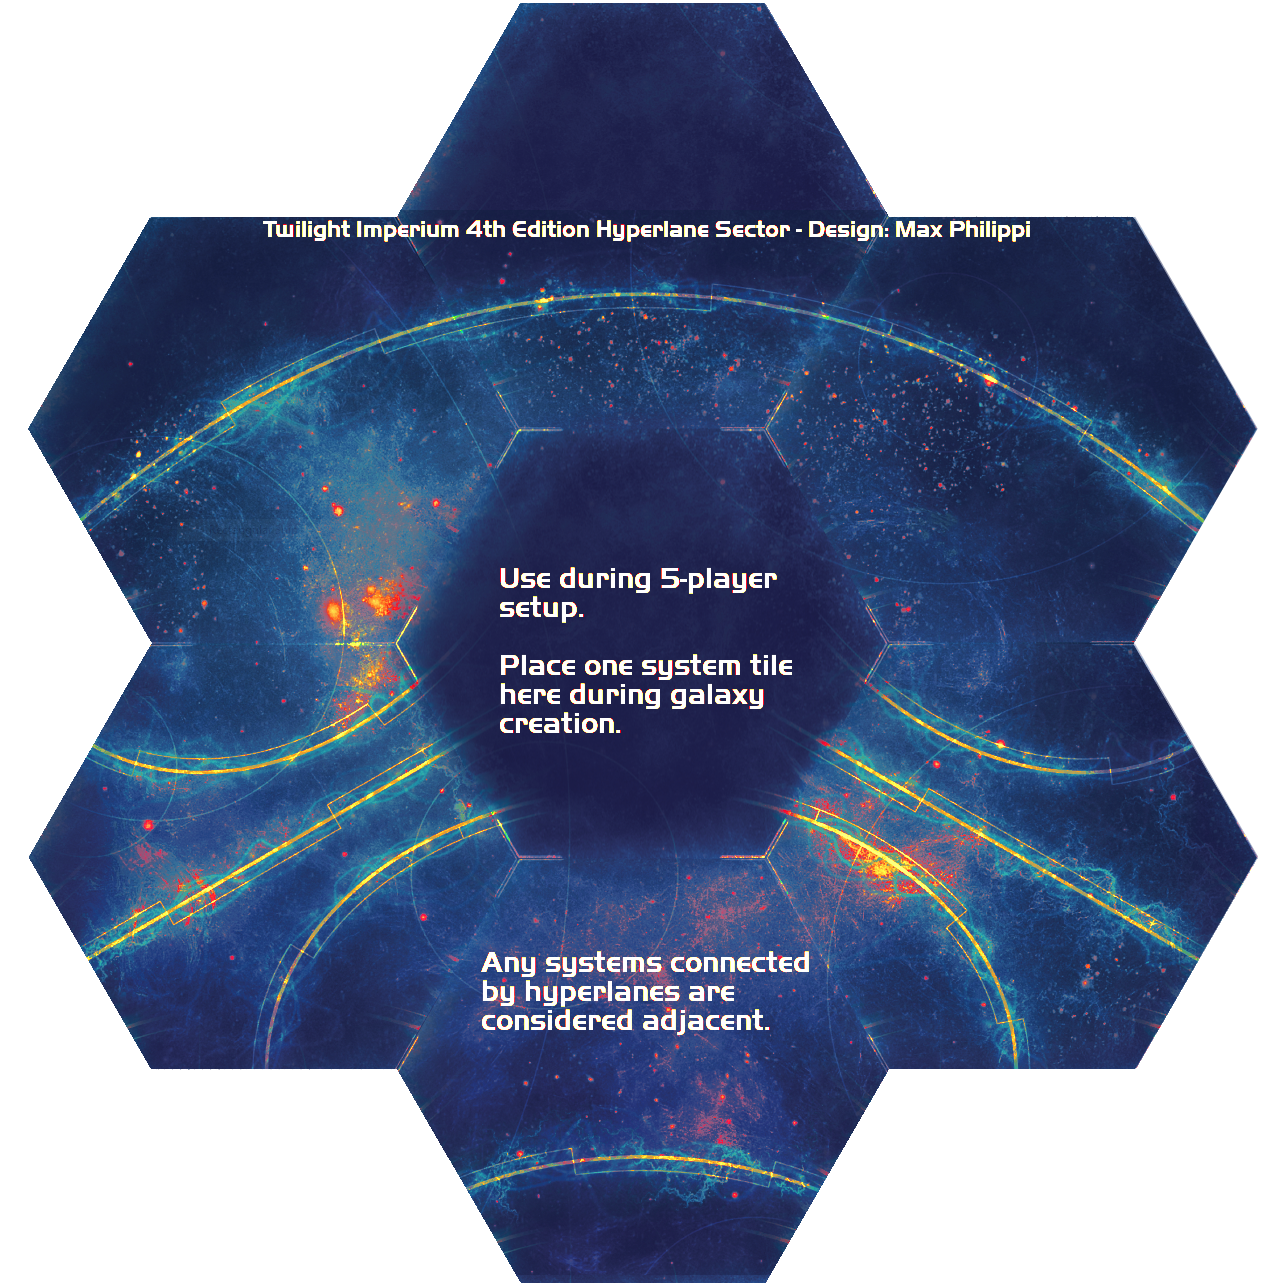 Twilight Imperium 4th Edition Hyperlane Sector - Design: Max Philippi
Use during 5-player
setup.
Place one system tile
here during galaxy
creation.
Any systems connected
by hyperlanes are
considered adjacent.